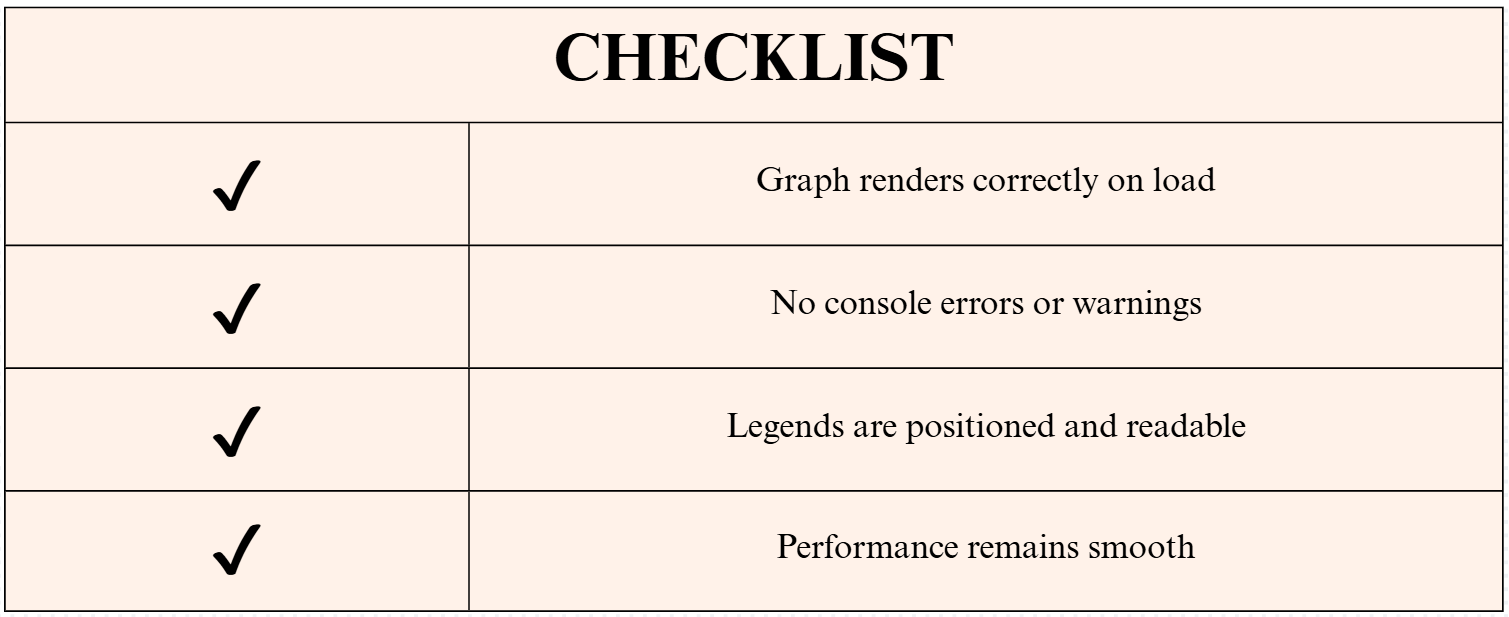 CHECKLIST
✓ Graph renders correctly on load
✓ No console errors or warnings
✓ Legends are positioned and readable
✓ Performance remains smooth